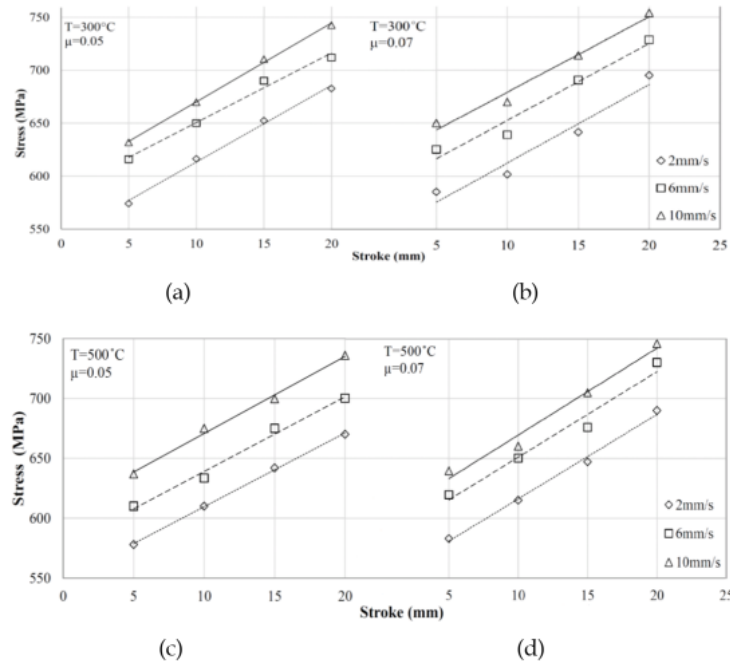 T=300°C
μ=0.05
T=300°C
μ=0.07
750
700
650
600
550
Stress (MPa)
2mm/s
6mm/s
10mm/s
0 5 10 15 20 5 10 15 20 25
Stroke (mm)
(a) (b)
T=500˚C
μ=0.05
T=500˚C
μ=0.07
750
700
650
600
550
Stress (MPa)
2mm/s
6mm/s
10mm/s
0 5 10 15 20 5 10 15 20 25
Stroke (mm)
(c) (d)